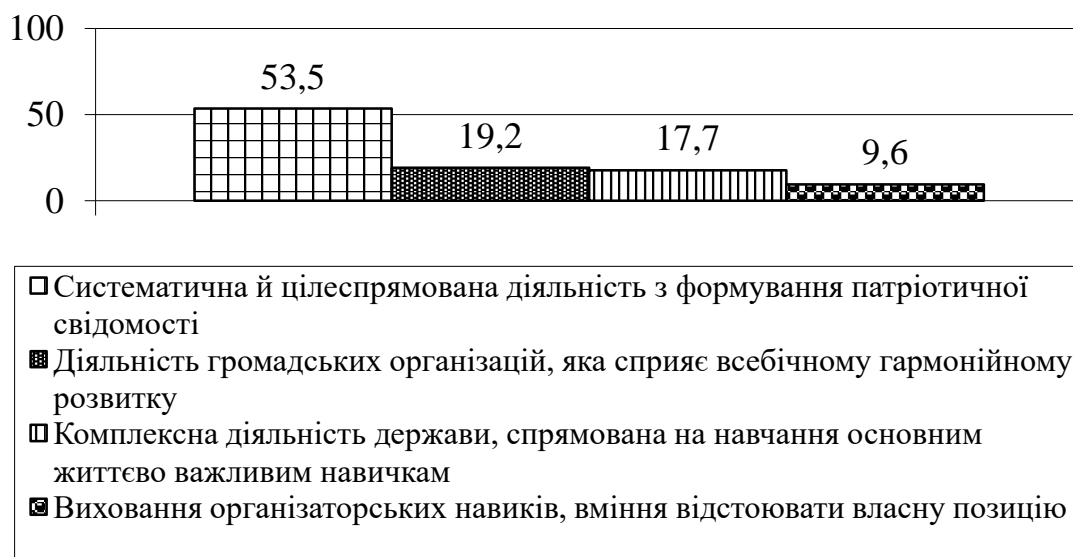 100
53,5
50
19,2
17,7
9,6
0
Систематична й цілеспрямована діяльність з формування патріотичної
свідомості
Діяльність громадських організацій, яка сприяє всебічному гармонійному
розвитку
Комплексна діяльність держави, спрямована на навчання основним
життєво важливим навичкам
Виховання організаторських навиків, вміння відстоювати власну позицію